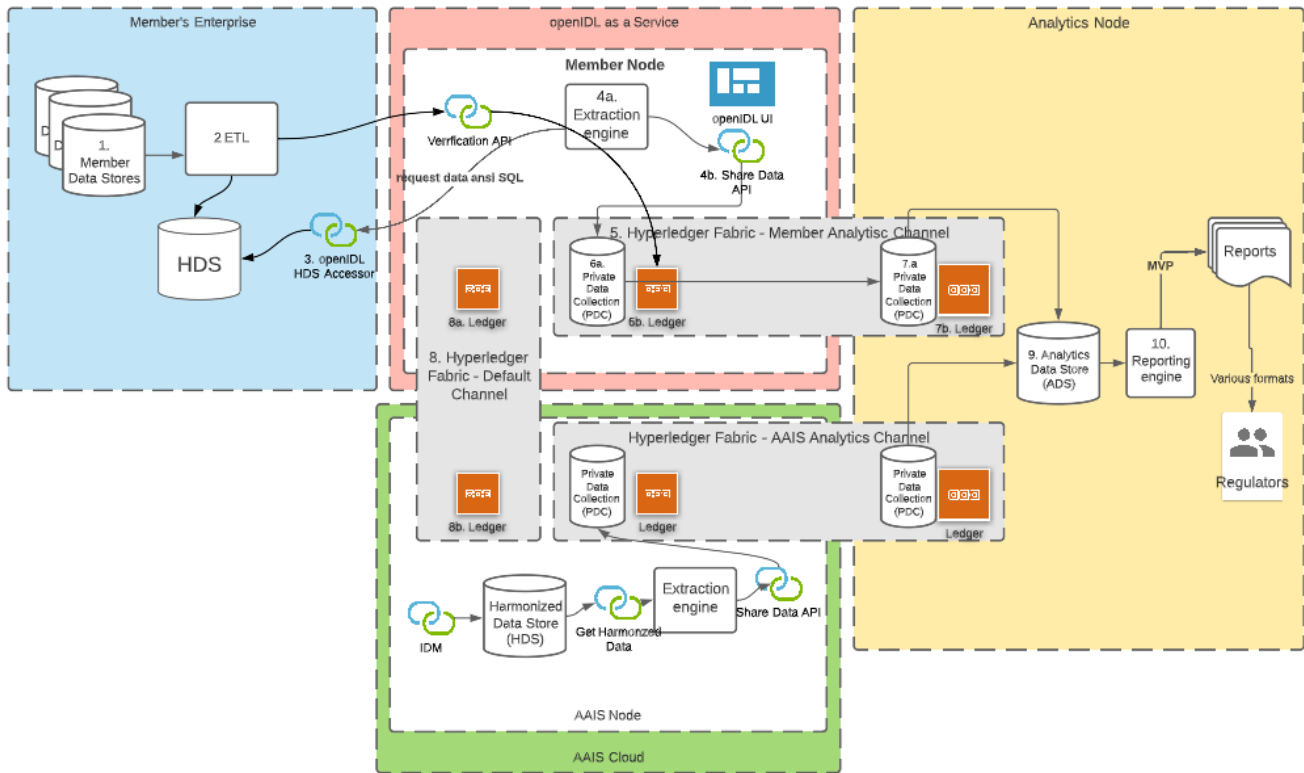 Member's Enterprise
openIDL as a Service
Analytics Node
Member Node
D
D
1.
Member
Data Stores
2 ETL
Verrfication API
4a.
Extraction
engine
openIDL UI
4b. Share Data
API
request data ansi SQL
HDS
3. openIDL
HDS Accessor
5. Hyperledger Fabric - Member Analytisc Channel
6a.
Private
Data
Collection
(PDC)
6b. Ledger
7.a
Private
Data
Collection
(PDC)
7b. Ledger
8a. Ledger
8. Hyperledger
Fabric - Default
Channel
8b. Ledger
MVP
Reports
9. Analytics
Data Store
(ADS)
10.
Reporting
engine
Various formats
Regulators
Hyperledger Fabric - AAIS Analytics Channel
Private
Data
Collection
(PDC)
Ledger
Private
Data
Collection
(PDC)
Ledger
IDM
Harmonized
Data Store
(HDS)
Get Harmonzed
Data
Extraction
engine
Share Data API
AAIS Node
AAIS Cloud